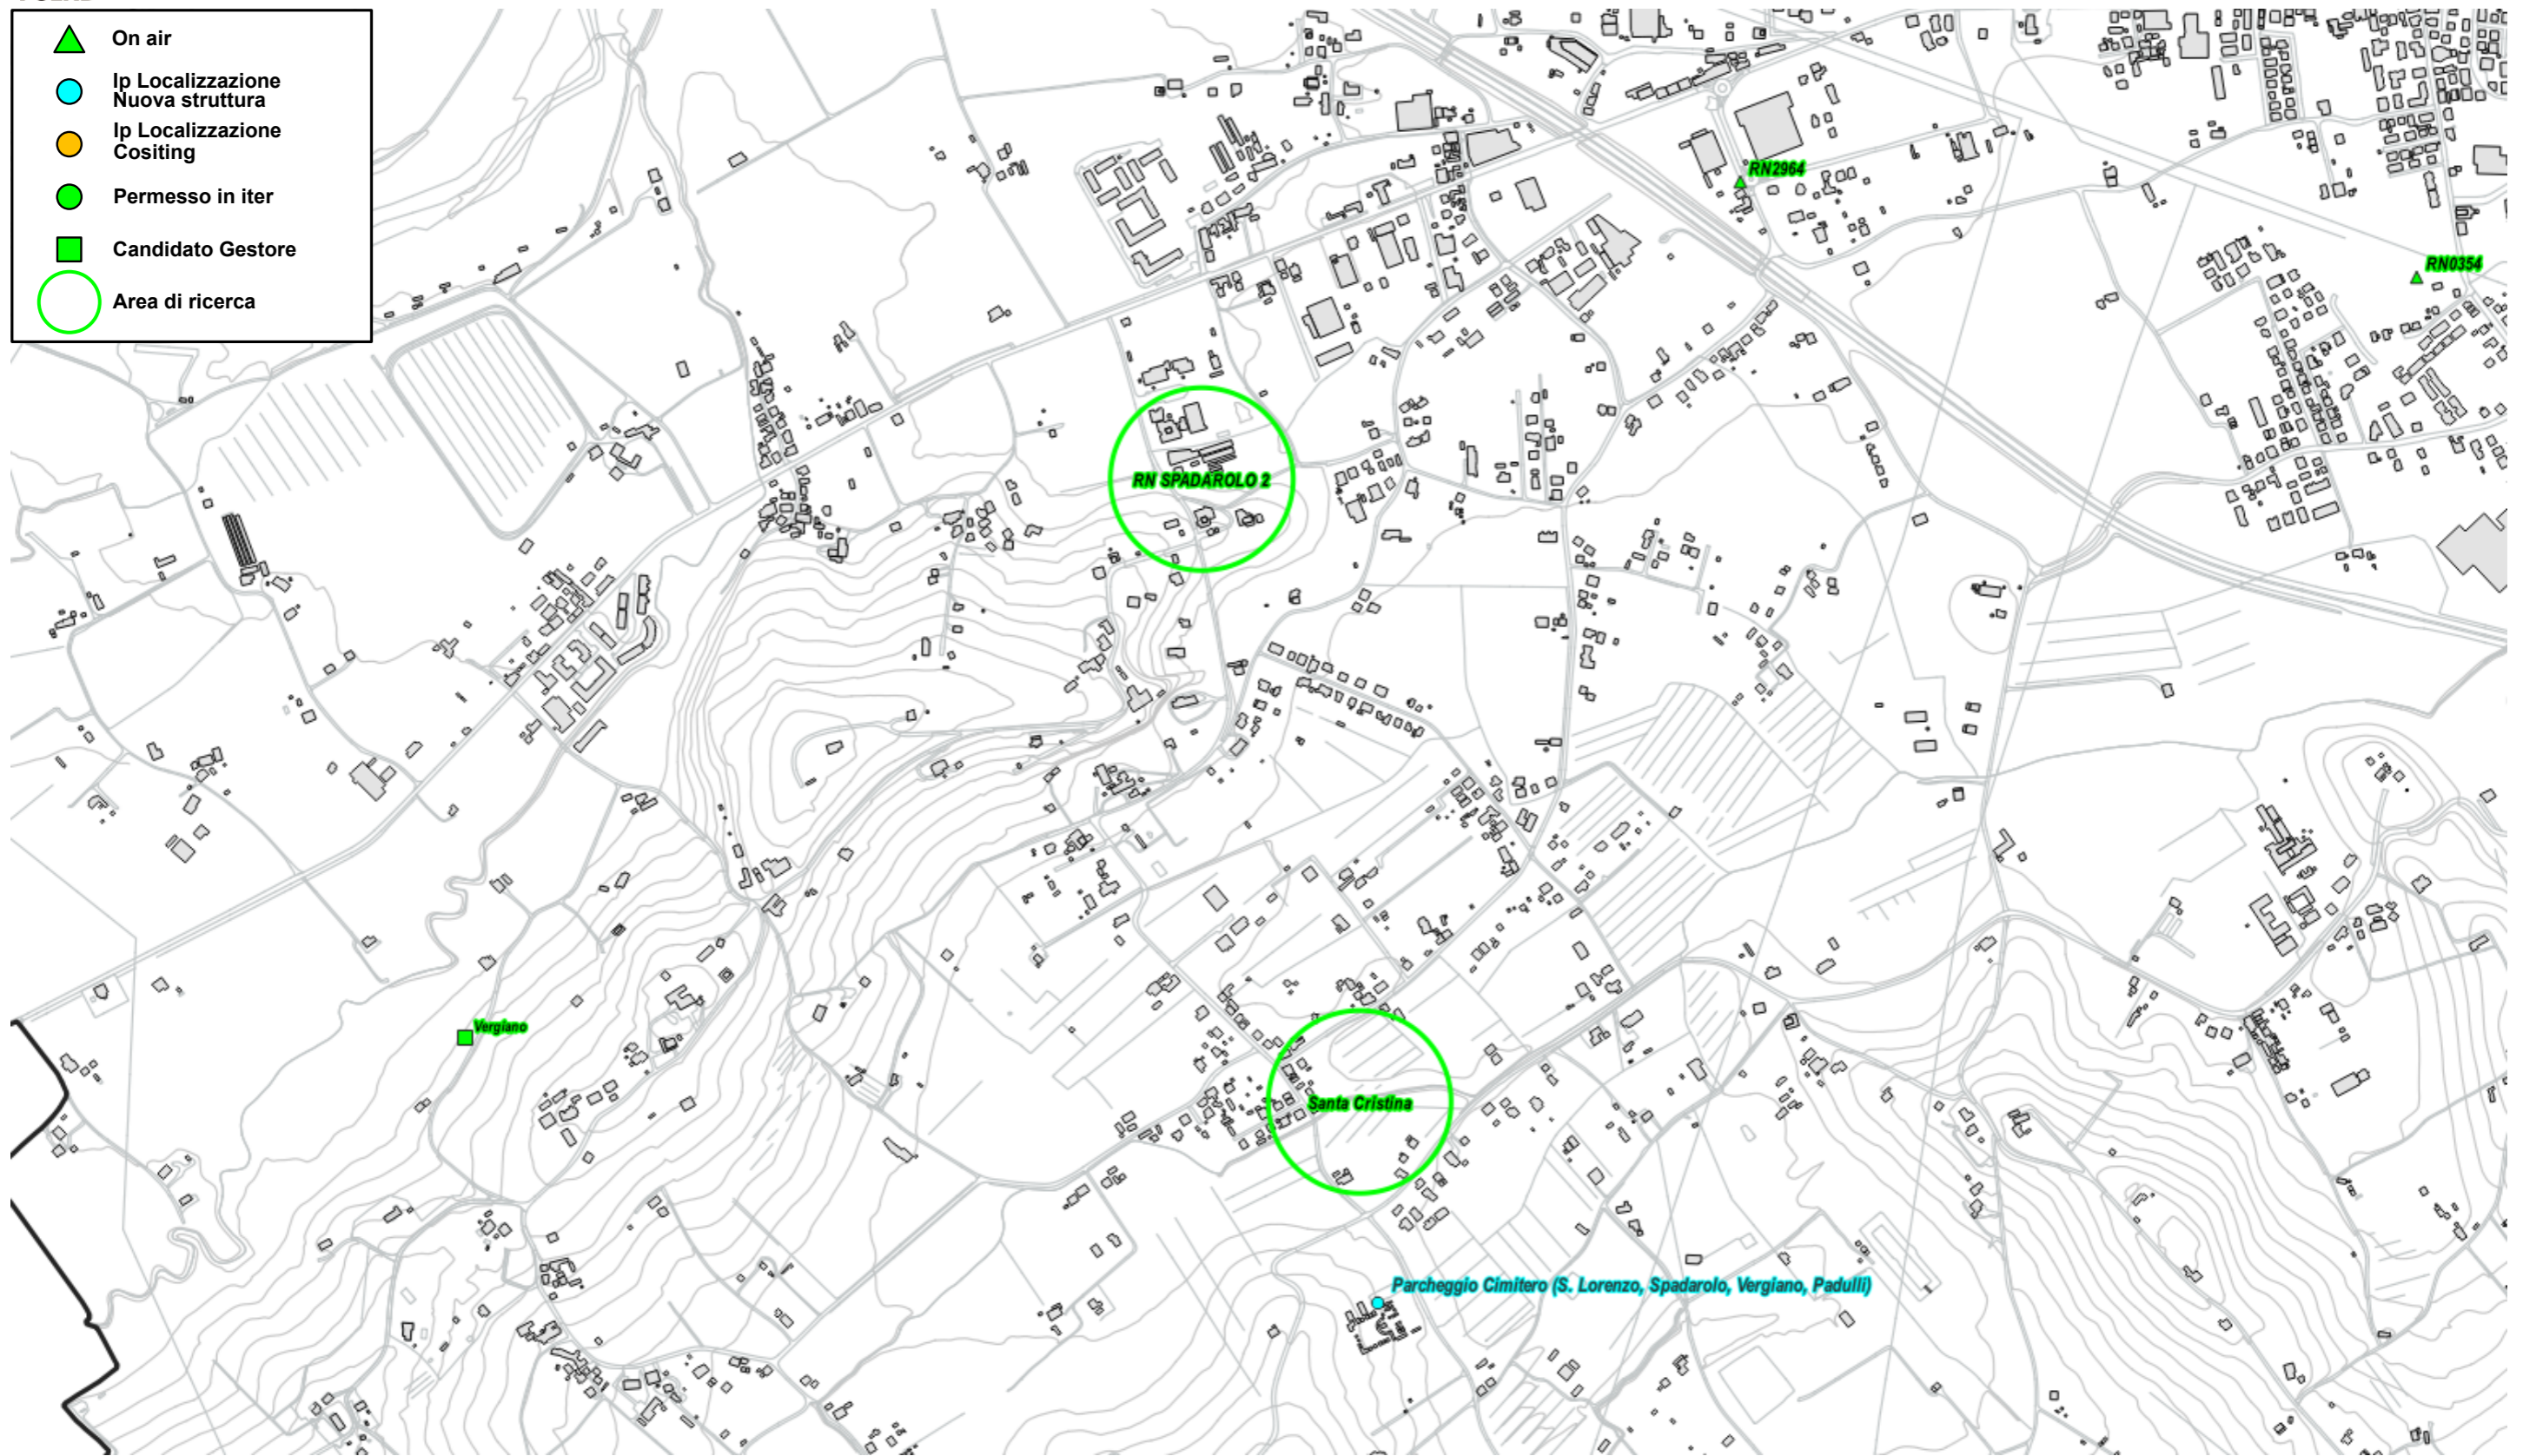 On air
Ip Localizzazione
Nuova struttura
Ip Localizzazione
Cositing
Permesso in iter
Candidato Gestore
Area di ricerca
RN2964
RN0354
RN SPADAROLO 2
Vergiano
Santa Cristina
Parcheggio Cimitero (S. Lorenzo, Spadarolo, Vergiano, Padulli)